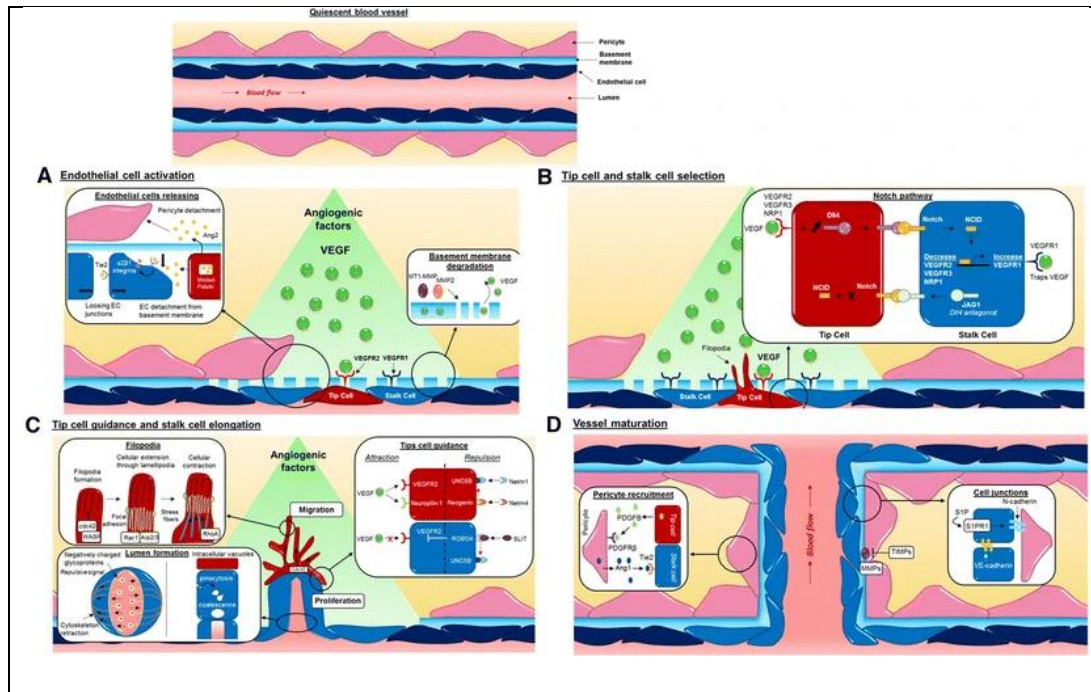 Quiescent blood vessel
Pericyte
Basement
membrane
Endothelial cell
Blood flow
Lumen
A Endothelial cell activation
Endothelial cells releasing
Pericyte detachment
Ang2
Tie2
α2β1
integrins
Weibel-
Palade
Loosing EC
junctions
EC detachment from
basement membrane
Angiogenic
factors
VEGF
Basement membrane
degradation
MT1-MMP
MMP2
VEGF
VEGFR2
VEGFR1
Tip Cell
Stalk Cell
B Tip cell and stalk cell selection
Notch pathway
VEGFR2
VEGFR3
NRP1
VEGF
Dll4
Notch
NCID
Decrease
VEGFR2
VEGFR3
NRP1
Increase
VEGFR1
VEGFR1
Traps VEGF
NCID
Notch
JAG1
Dll4 antagonist
Tip Cell
Stalk Cell
Filopodia
VEGF
Stalk Cell
Tip Cell
C Tip cell guidance and stalk cell elongation
Filopodia
Filopodia
formation
Cellular extension
through lamellipodia
Cellular
contraction
Focal
adhesion
Stress
fibers
cdc42
WASP
Rac1
Arp2/3
RhoA
Lumen formation
Negatively charged
glycoproteins
Repulsive signal
Cytoskeleton
retraction
Intracellular vacuoles
pinocytosis
coalescence
Angiogenic
factors
Migration
Proliferation
Tips cell guidance
Attraction
Repulsion
VEGF
VEGFR2
Neuropilin1
UNC5B
Neogenin
Netrin1
Netrin4
VEGF
VEGFR2
ROBO4
UNC5B
SLIT
D Vessel maturation
Pericyte recruitment
Pericyte
PDGFB
PDGFRβ
Ang1
Tie2
Tip cell
Stalk cell
Blood flow
Cell junctions
N-cadherin
S1P
S1PR1
VE-cadherin
TIMPs
MMPs